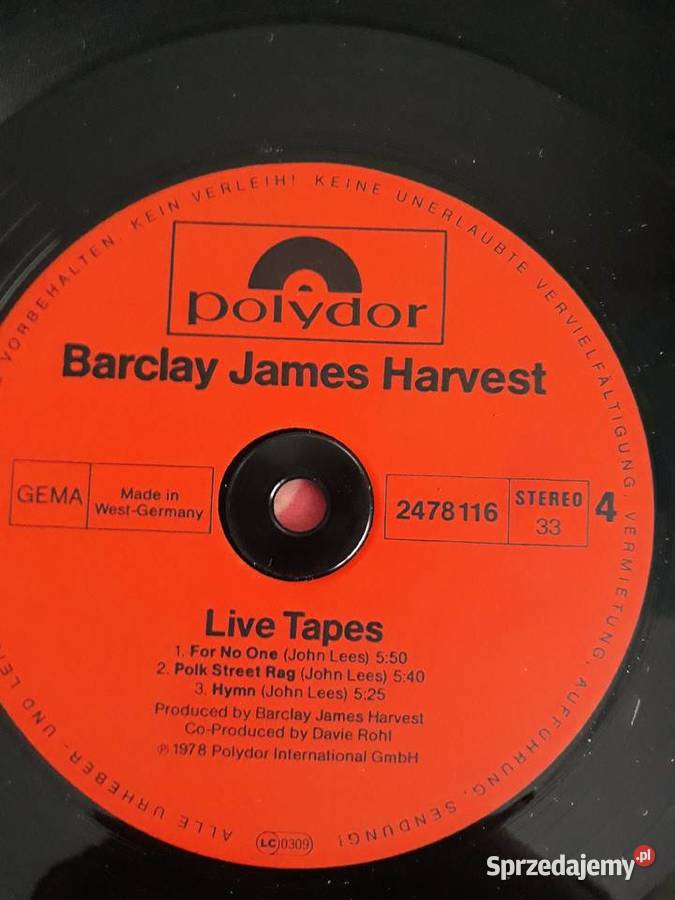 VORBEHALTEN. KEIN VERLEIH! KEINE UNERLAUBTE VERVIELFÄLTIGUNG, VERMIETUNG, AUFFÜHRUNG, SENDUNG!
polydor
Barclay James Harvest
GEMA
Made in
West-Germany
2478116
STEREO
33
4
Live Tapes
1. For No One (John Lees) 5:50
2. Polk Street Rag (John Lees) 5:40
3. Hymn (John Lees) 5:25
Produced by Barclay James Harvest
Co-Produced by Davie Rohl
℗ 1978 Polydor International GmbH
ALLE URHEBER- UND
LC 0309
Sprzedajemy.pl